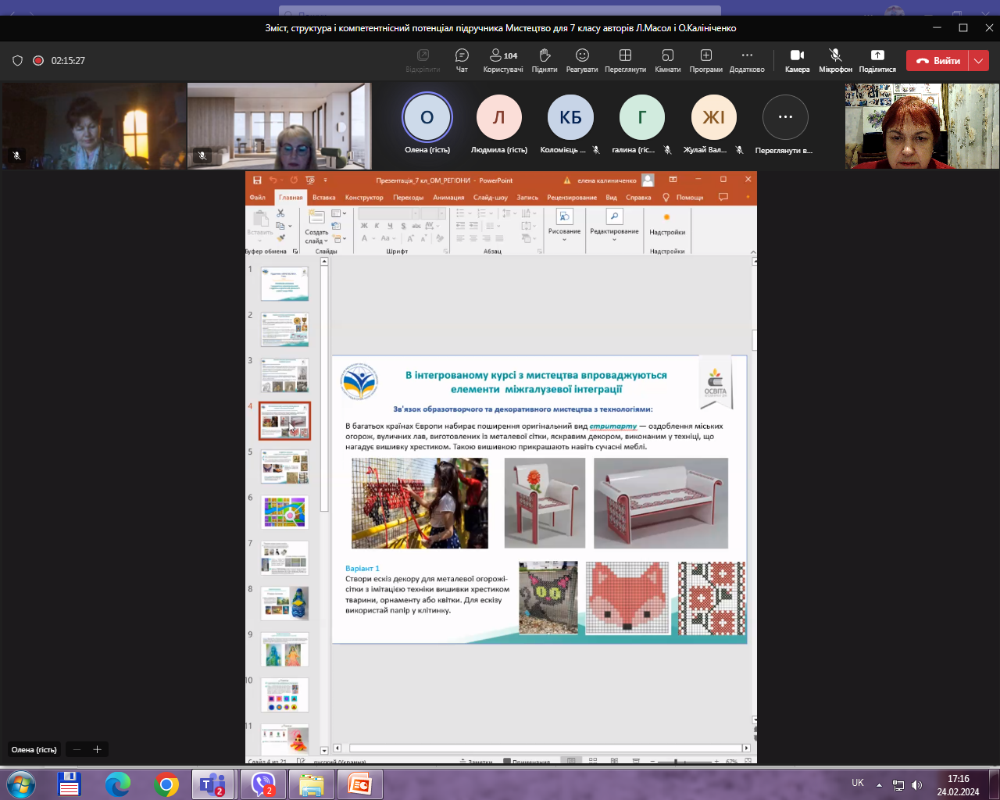 Зміст, структура і компетентнісний потенціал підручника Мистецтво для 7 класу авторів Л.Масол і О.Калініченко
02:15:27
Відкріпити
Чат
104
Користувачі
Підняти
Реагувати
Переглянути
Кімнати
Програми
Додатково
Камера
Мікрофон
Поділитися
Вийти
О
Л
КБ
Г
ЖІ
Олена (гість)
Людмила (гість)
Коломієць ...
галина (гіс...
Жулай Вал...
Переглянути в...
Презентація_7 кл_ОМ_РЕГІОНИ - PowerPoint
елена калиниченко
Файл
Главная
Вставка
Конструктор
Переходы
Анимация
Слайд-шоу
Запись
Рецензирование
Вид
Справка
Помощн
Вставить
Создать слайд
Ж К Ч S abc AV
A Aa A A
Рисование
Редактирование
Надстройки
Буфер обмена
Слайды
Шрифт
Абзац
Надстройки
1
2
3
4
5
6
7
8
9
10
11
В інтегрованому курсі з мистецтва впроваджуються
елементи міжгалузевої інтеграції
ОСВІТА
Зв'язок образотворчого та декоративного мистецтва з технологіями:
В багатьох країнах Європи набирає поширення оригінальний вид стритарту — оздоблення міських
огорож, вуличних лав, виготовлених із металевої сітки, яскравим декором, виконаним у техніці, що
нагадує вишивку хрестиком. Такою вишивкою прикрашають навіть сучасні меблі.
Варіант 1
Створи ескіз декору для металевої огорожі-
сітки з імітацією техніки вишивки хрестиком
тварини, орнаменту або квітки. Для ескізу
використай папір у клітинку.
Слайд 4 из 21
русский (Украина)
Заметки
Примечания
67%
Олена (гість)
2
2
UK
17:16
24.02.2024